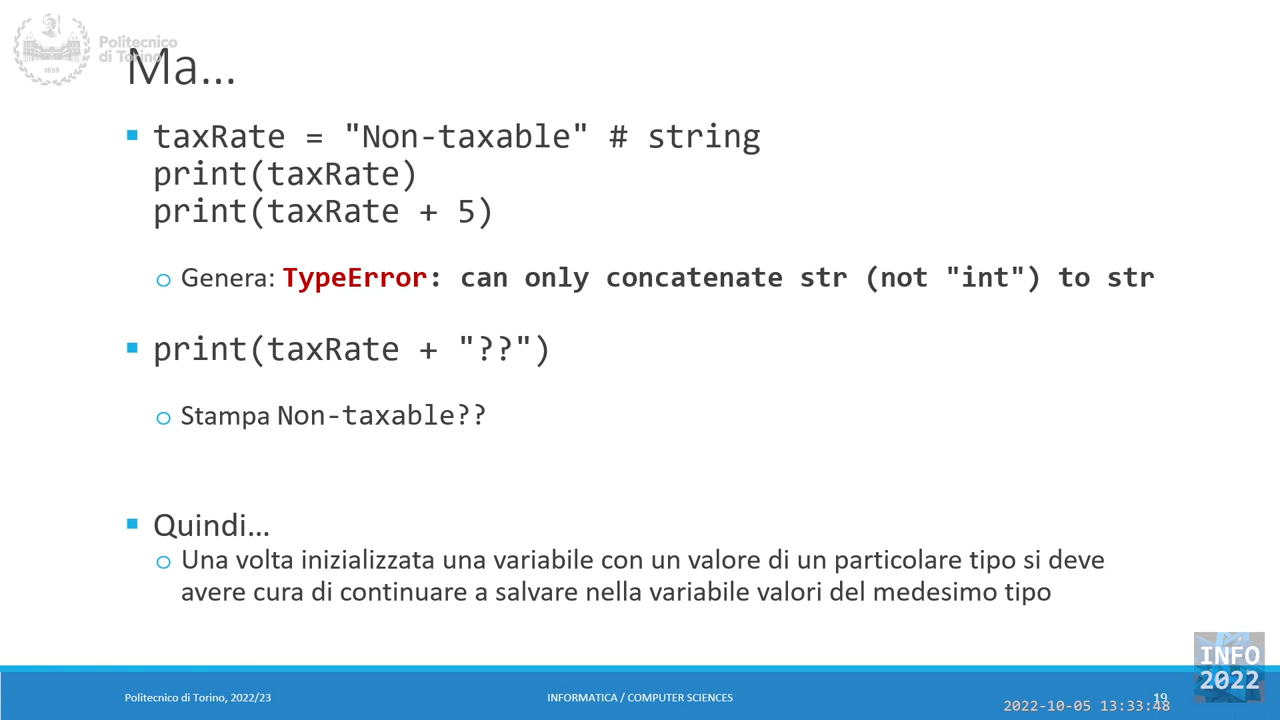 Politecnico
di Torino
1859
Ma...
taxRate = "Non-taxable" # string
print(taxRate)
print(taxRate + 5)
Genera: TypeError: can only concatenate str (not "int") to str
print(taxRate + "??")
Stampa Non-taxable??
Quindi...
Una volta inizializzata una variabile con un valore di un particolare tipo si deve
avere cura di continuare a salvare nella variabile valori del medesimo tipo
INFO
2022
Politecnico di Torino, 2022/23
INFORMATICA / COMPUTER SCIENCES
19
2022-10-05 13:33:48